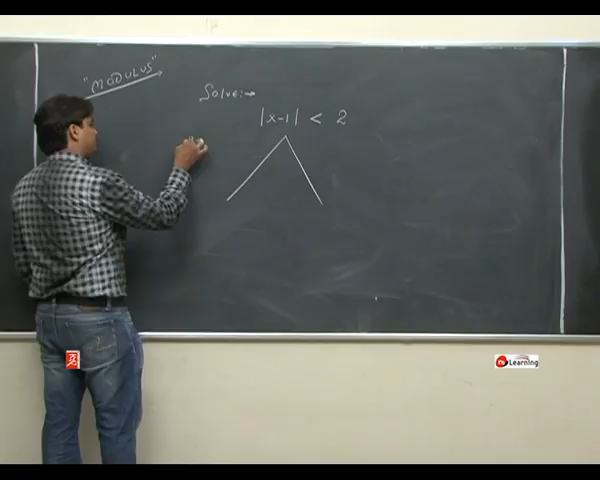 "MODULUS"
Solve:→
|x-1| < 2
Learning